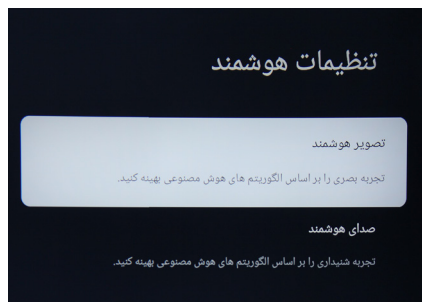 تنظیمات هوشمند
تصویر هوشمند
تجربه بصری را بر اساس الگوریتم های هوش مصنوعی بهینه کنید.
صدای هوشمند
تجربه شنیداری را بر اساس الگوریتم های هوش مصنوعی بهینه کنید.